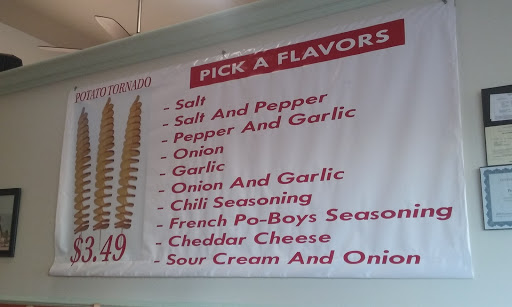 POTATO TORNADO
$3.49
PICK A FLAVORS
- Salt
- Salt And Pepper
- Pepper And Garlic
- Onion
- Garlic
- Onion And Garlic
- Chili Seasoning
- French Po-Boys Seasoning
- Cheddar Cheese
- Sour Cream And Onion